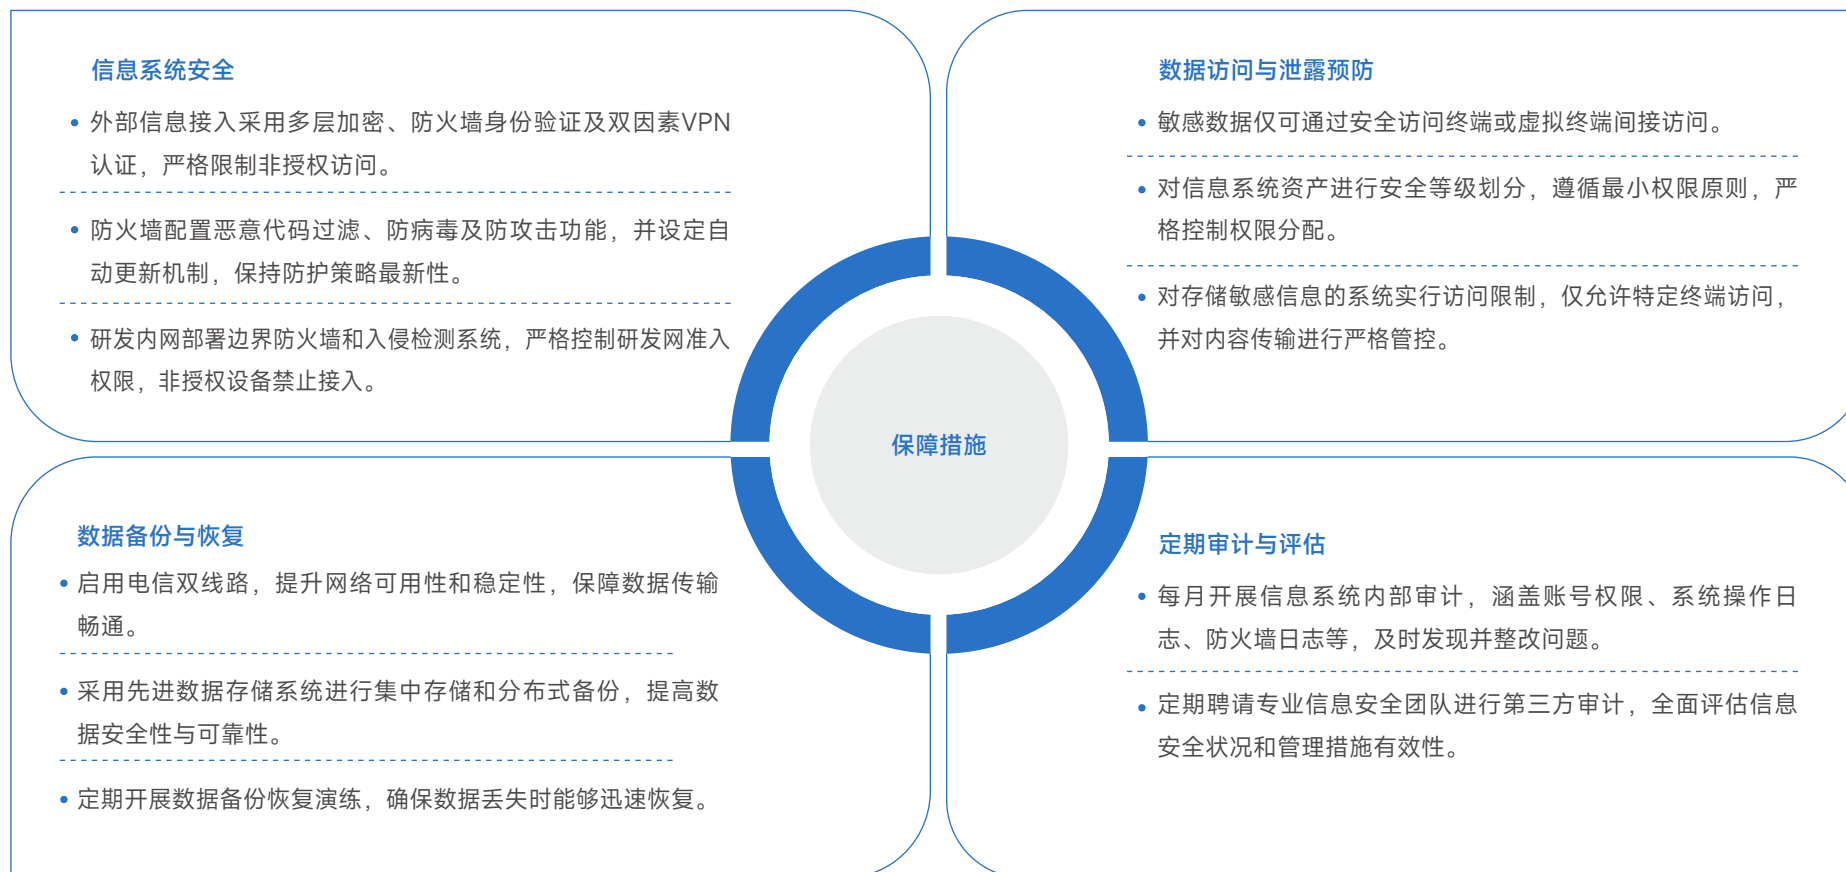 信息系统安全
外部信息接入采用多层加密、防火墙身份验证及双因素VPN
认证，严格限制非授权访问。
防火墙配置恶意代码过滤、防病毒及防攻击功能，并设定自
动更新机制，保持防护策略最新性。
研发内网部署边界防火墙和入侵检测系统，严格控制研发网准入
权限，非授权设备禁止接入。
数据访问与泄露预防
敏感数据仅可通过安全访问终端或虚拟终端间接访问。
对信息系统资产进行安全等级划分，遵循最小权限原则，严
格控制权限分配。
对存储敏感信息的系统实行访问限制，仅允许特定终端访问，
并对内容传输进行严格管控。
保障措施
数据备份与恢复
启用电信双线路，提升网络可用性和稳定性，保障数据传输
畅通。
采用先进数据存储系统进行集中存储和分布式备份，提高数
据安全性与可靠性。
定期开展数据备份恢复演练，确保数据丢失时能够迅速恢复。
定期审计与评估
每月开展信息系统内部审计，涵盖账号权限、系统操作日
志、防火墙日志等，及时发现并整改问题。
定期聘请专业信息安全团队进行第三方审计，全面评估信息
安全状况和管理措施有效性。